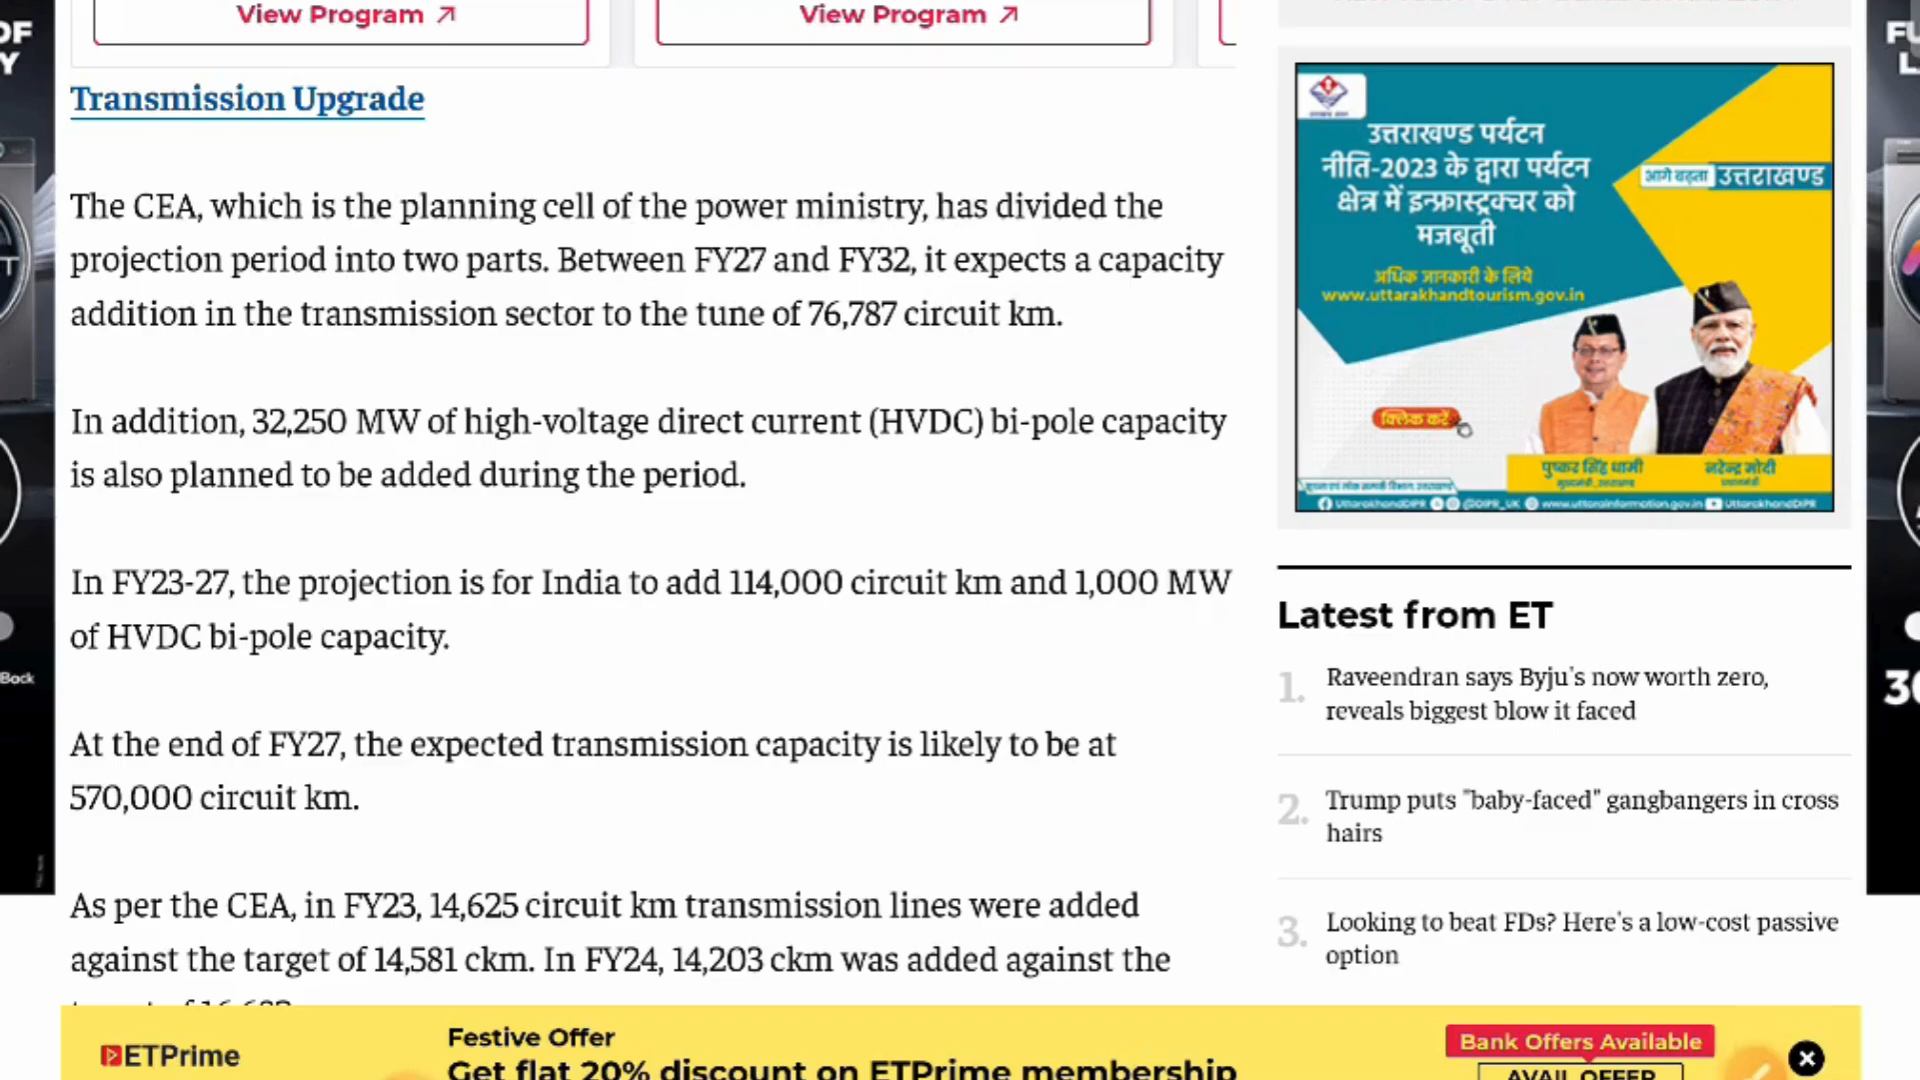 View Program
View Program
Transmission Upgrade
The CEA, which is the planning cell of the power ministry, has divided the
projection period into two parts. Between FY27 and FY32, it expects a capacity
addition in the transmission sector to the tune of 76,787 circuit km.
In addition, 32,250 MW of high-voltage direct current (HVDC) bi-pole capacity
is also planned to be added during the period.
In FY23-27, the projection is for India to add 114,000 circuit km and 1,000 MW
of HVDC bi-pole capacity.
At the end of FY27, the expected transmission capacity is likely to be at
570,000 circuit km.
As per the CEA, in FY23, 14,625 circuit km transmission lines were added
against the target of 14,581 ckm. In FY24, 14,203 ckm was added against the
उत्तराखण्ड पर्यटन
नीति-2023 के द्वारा पर्यटन
क्षेत्र में इन्फ्रास्ट्रक्चर को
मजबूती
आगे बढ़ता उत्तराखण्ड
अधिक जानकारी के लिये
www.uttarakhandtourism.gov.in
क्लिक करें
पुष्कर सिंह धामी
नरेन्द्र मोदी
UttarakhandDIPR @DIPR_UK www.uttarainformation.gov.in UttarakhandDIPR
Latest from ET
1. Raveendran says Byju's now worth zero,
reveals biggest blow it faced
2. Trump puts "baby-faced" gangbangers in cross
hairs
3. Looking to beat FDs? Here's a low-cost passive
option
ETPrime
Festive Offer
Get flat 20% discount on ETPrime membership
Bank Offers Available
AVAIL OFFER